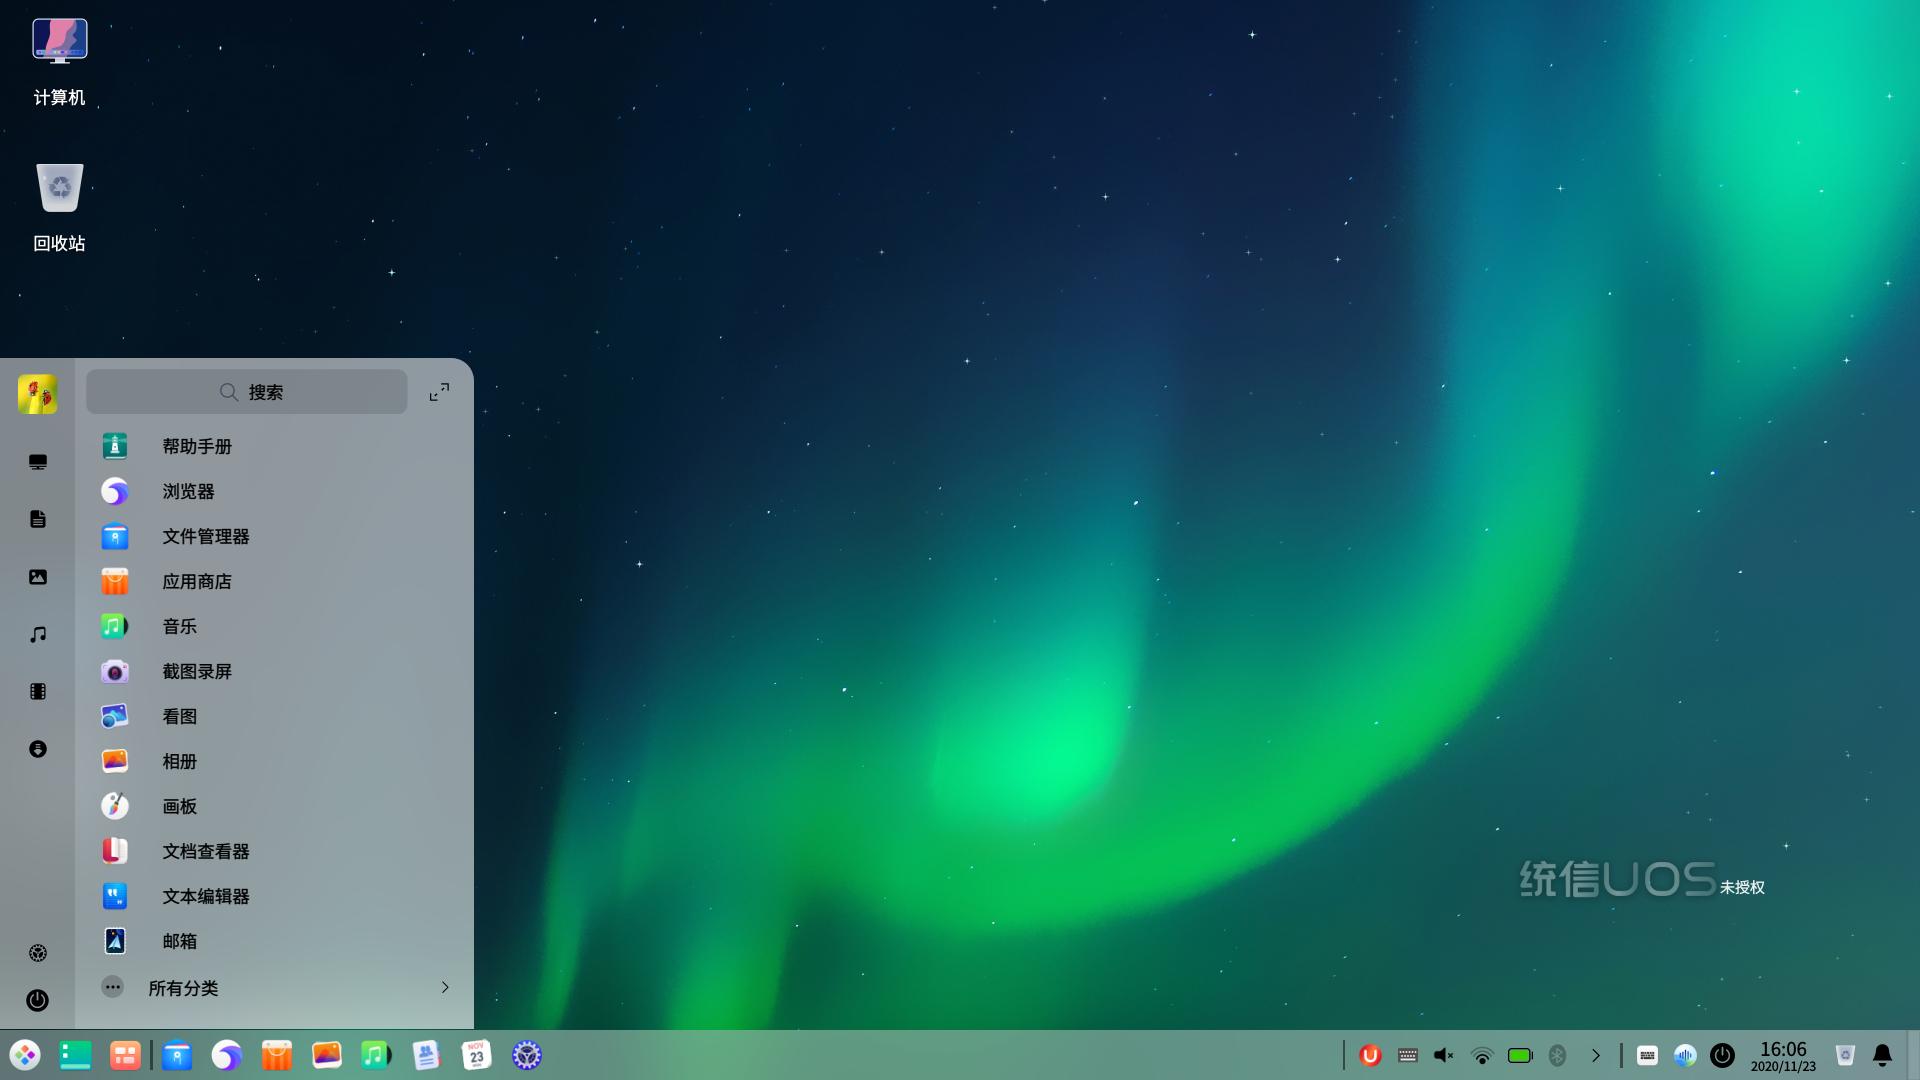 计算机
回收站
搜索
帮助手册
浏览器
文件管理器
应用商店
音乐
截图录屏
看图
相册
画板
文档查看器
文本编辑器
邮箱
所有分类
统信UOS 未授权
NOV
23
U
16:06
2020/11/23